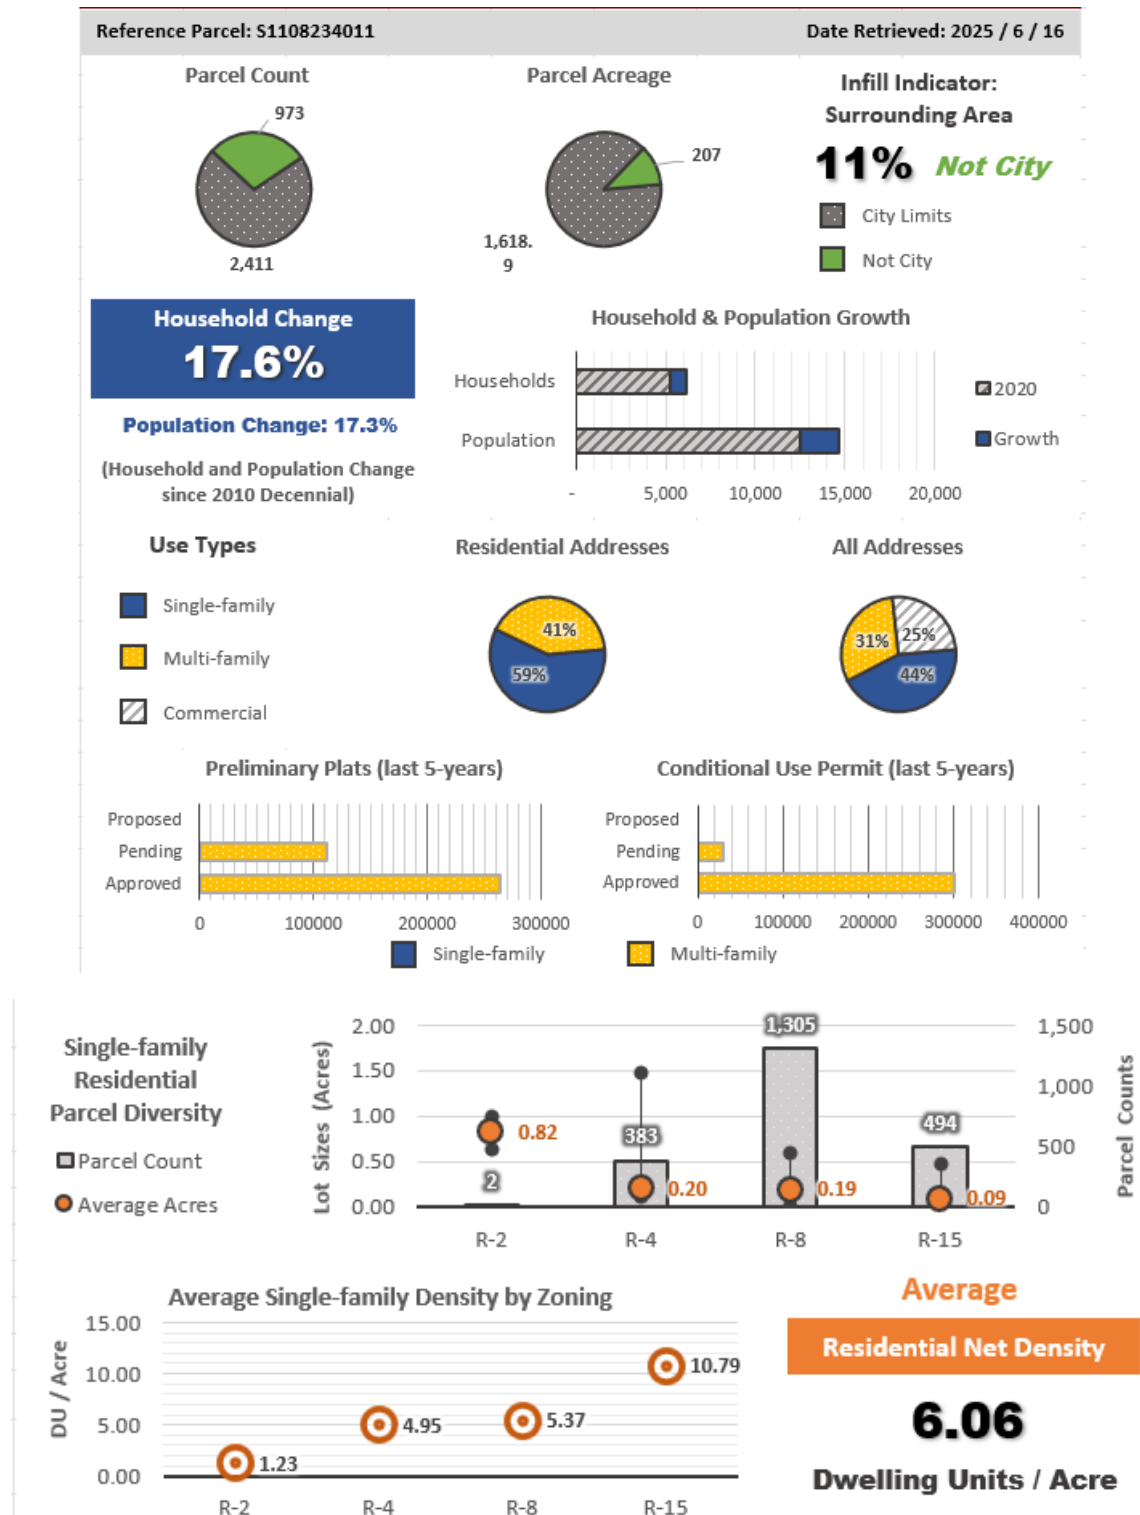 Reference Parcel: S1108234011
Date Retrieved: 2025 / 6 / 16
Parcel Count
973
2,411
Parcel Acreage
207
1,618.
9
Infill Indicator:
Surrounding Area
11% Not City
City Limits
Not City
Household Change
17.6%
Population Change: 17.3%
(Household and Population Change
since 2010 Decennial)
Household & Population Growth
Households
Population
-
5,000
10,000
15,000
20,000
2020
Growth
Use Types
Single-family
Multi-family
Commercial
Residential Addresses
41%
59%
All Addresses
31%
25%
44%
Preliminary Plats (last 5-years)
Proposed
Pending
Approved
0
100000
200000
300000
Conditional Use Permit (last 5-years)
Proposed
Pending
Approved
0
100000
200000
300000
400000
Single-family
Multi-family
Single-family
Residential
Parcel Diversity
Parcel Count
Average Acres
Lot Sizes (Acres)
2.00
1.50
1.00
0.50
0.00
0.82
2
383
0.20
1,305
0.19
494
0.09
1,500
1,000
500
0
Parcel Counts
R-2
R-4
R-8
R-15
Average Single-family Density by Zoning
DU / Acre
15.00
10.00
5.00
0.00
1.23
4.95
5.37
10.79
R-2
R-4
R-8
R-15
Average
Residential Net Density
6.06
Dwelling Units / Acre